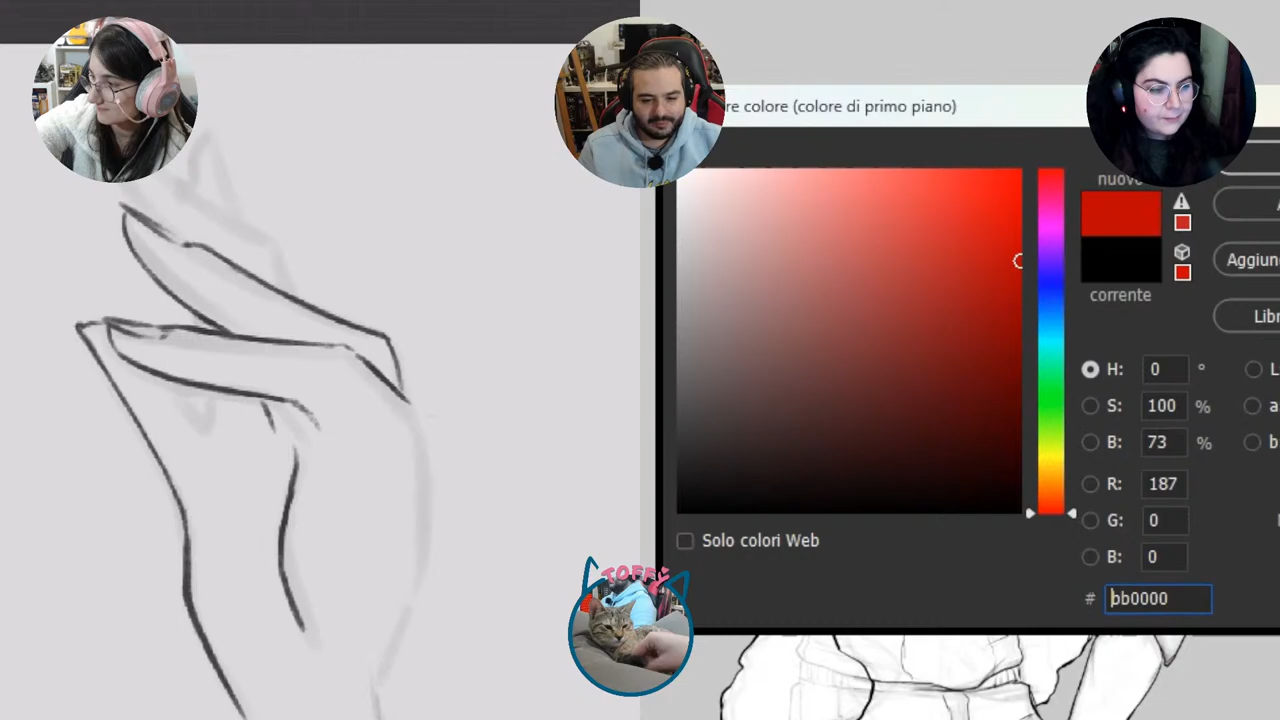 re colore (colore di primo piano)
nuovo
corrente
Aggiun
Libr
H: 0 °
S: 100 %
B: 73 %
R: 187
G: 0
B: 0
L
a
b
# bb0000
Solo colori Web
TOFFY